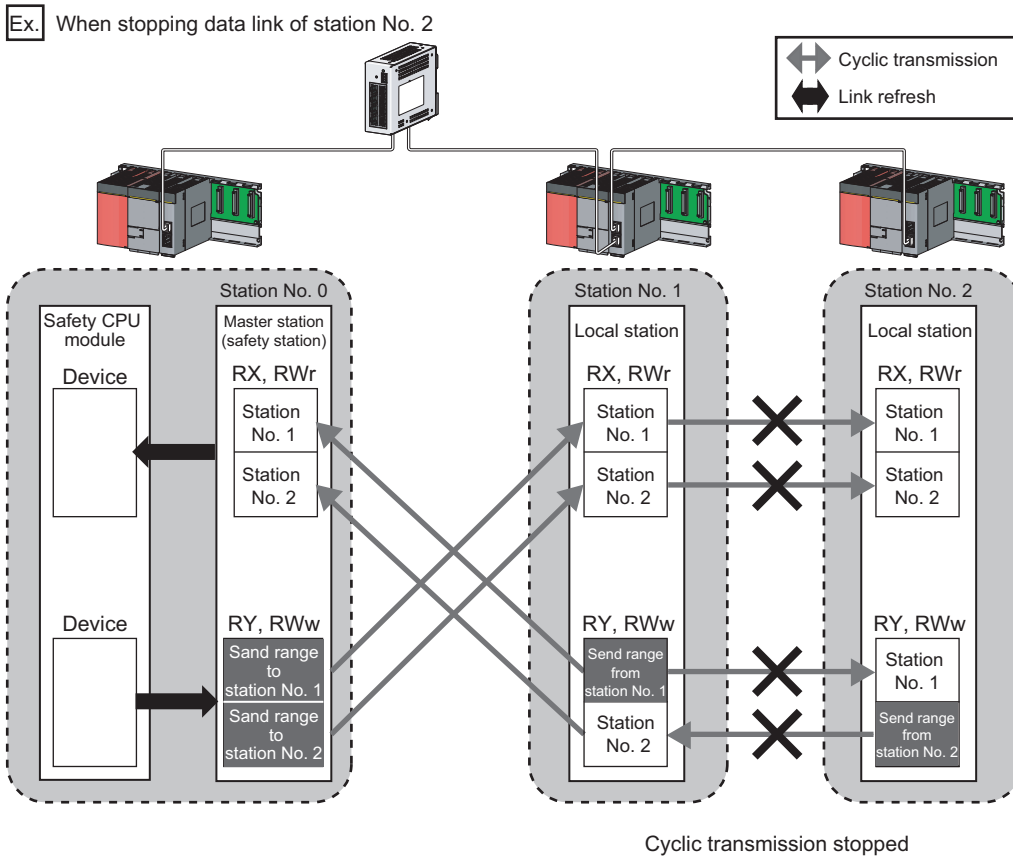 Ex. When stopping data link of station No. 2
Cyclic transmission
Link refresh
Station No. 0
Safety CPU
module
Device
Device
Master station
(safety station)
RX, RWr
Station
No. 1
Station
No. 2
RY, RWw
Sand range
to
station No. 1
Sand range
to
station No. 2
Station No. 1
Local station
RX, RWr
Station
No. 1
Station
No. 2
RY, RWw
Send range
from
station No. 1
Station
No. 2
Station No. 2
Local station
RX, RWr
Station
No. 1
Station
No. 2
RY, RWw
Station
No. 1
Send range
from
station No. 2
Cyclic transmission stopped